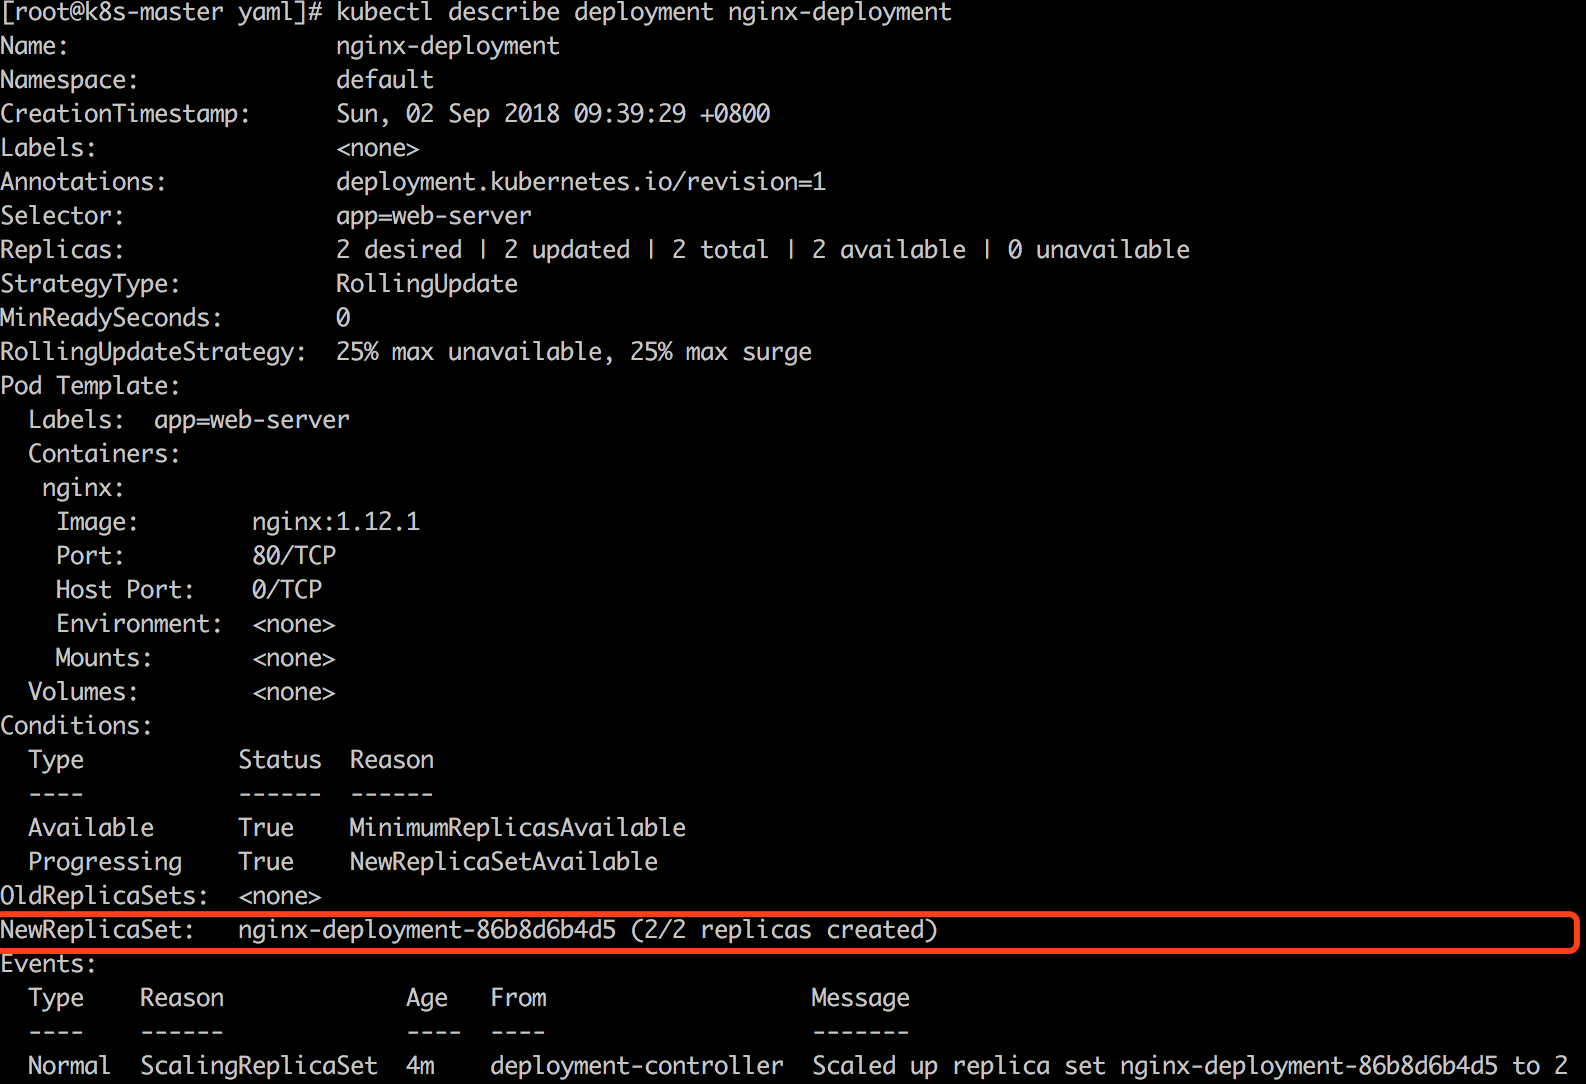 [root@k8s-master yaml]# kubectl describe deployment nginx-deployment
Name:                   nginx-deployment
Namespace:              default
CreationTimestamp:      Sun, 02 Sep 2018 09:39:29 +0800
Labels:                 <none>
Annotations:            deployment.kubernetes.io/revision=1
Selector:               app=web-server
Replicas:               2 desired | 2 updated | 2 total | 2 available | 0 unavailable
StrategyType:           RollingUpdate
MinReadySeconds:        0
RollingUpdateStrategy:  25% max unavailable, 25% max surge
Pod Template:
  Labels:  app=web-server
  Containers:
   nginx:
    Image:        nginx:1.12.1
    Port:         80/TCP
    Host Port:    0/TCP
    Environment:  <none>
    Mounts:       <none>
  Volumes:        <none>
Conditions:
  Type           Status  Reason
  ----           ------  ------
  Available      True    MinimumReplicasAvailable
  Progressing    True    NewReplicaSetAvailable
OldReplicaSets:  <none>
NewReplicaSet:   nginx-deployment-86b8d6b4d5 (2/2 replicas created)
Events:
  Type    Reason             Age   From                   Message
  ----    ------             ----  ----                   -------
  Normal  ScalingReplicaSet  4m    deployment-controller  Scaled up replica set nginx-deployment-86b8d6b4d5 to 2